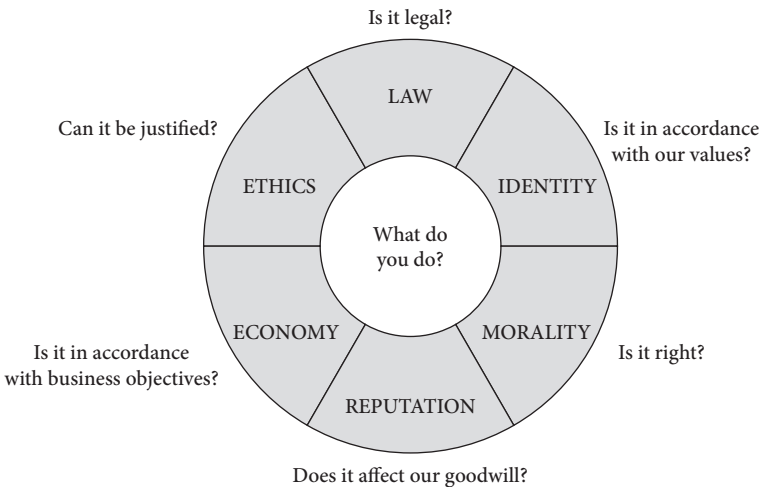 Is it legal?
LAW
Can it be justified?
Is it in accordance
with our values?
ETHICS
IDENTITY
What do
you do?
ECONOMY
MORALITY
Is it in accordance
with business objectives?
Is it right?
REPUTATION
Does it affect our goodwill?